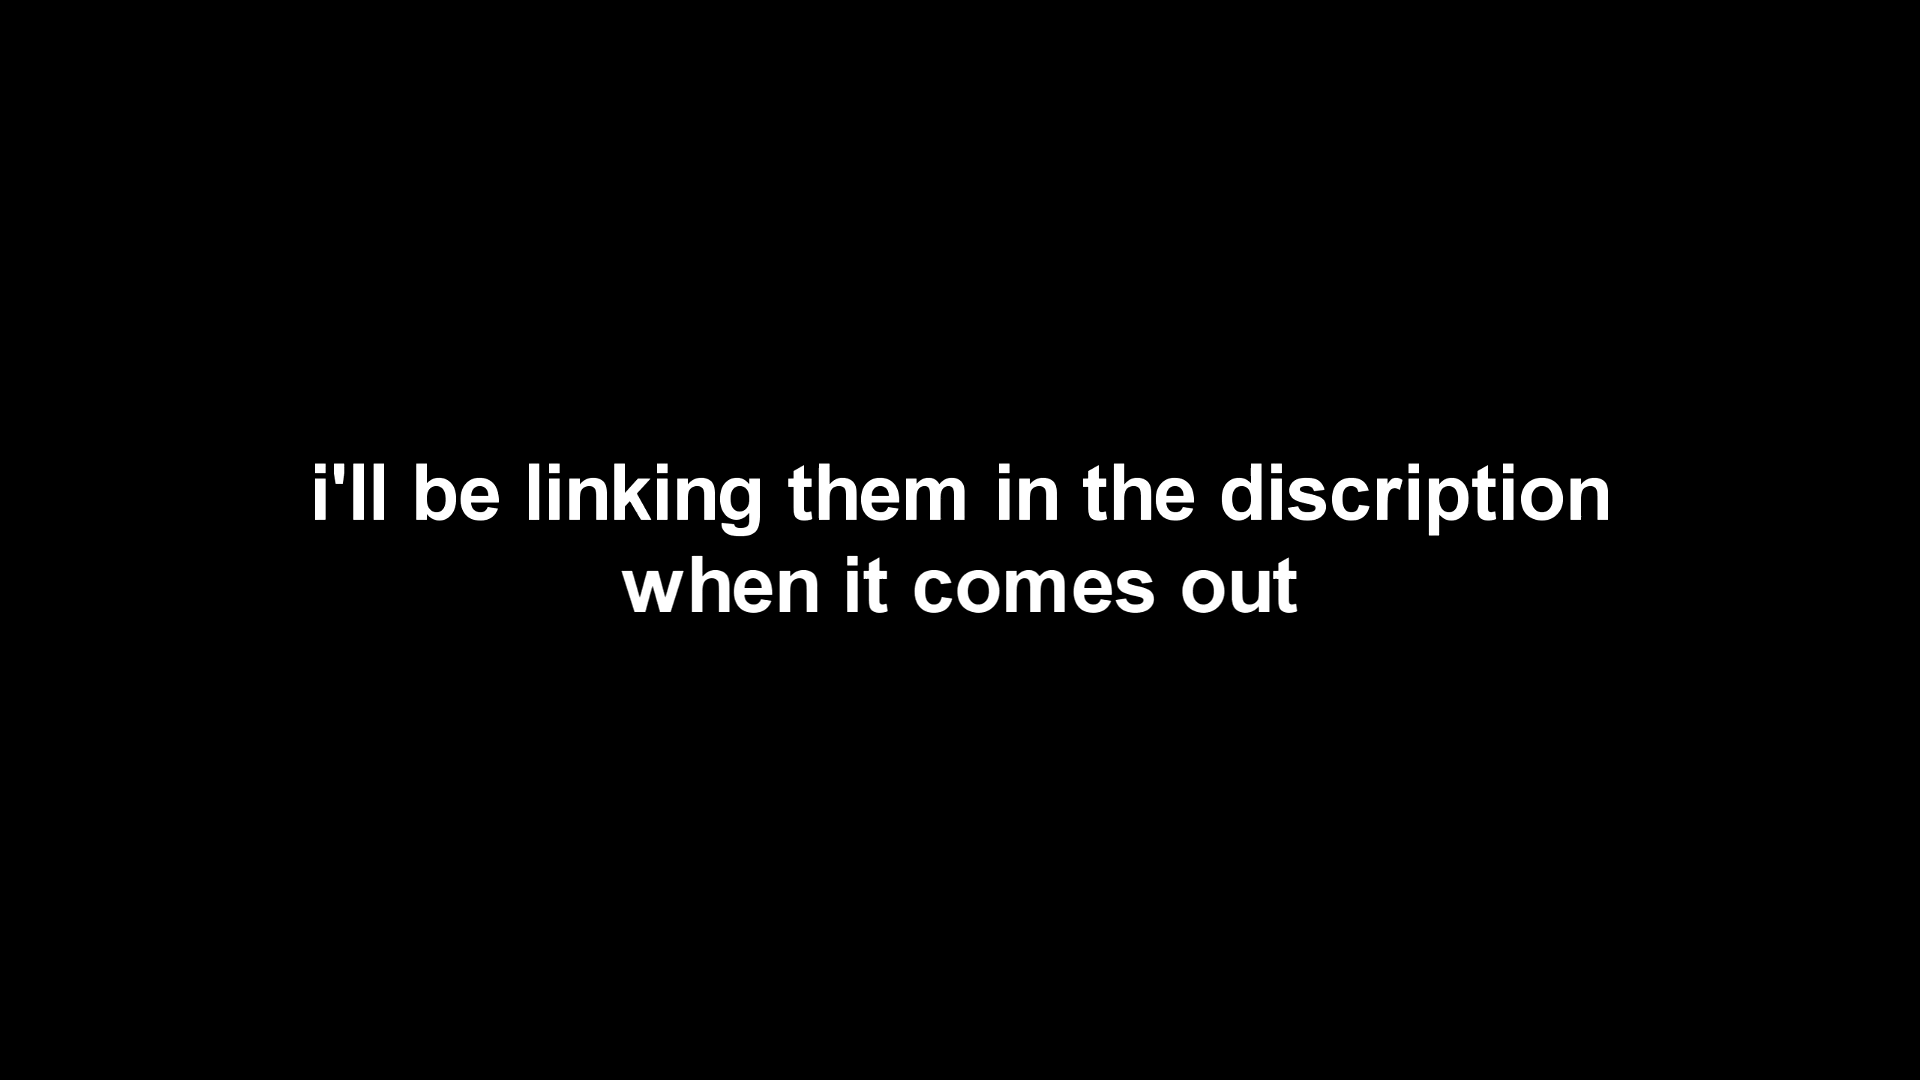 i'll be linking them in the discription
when it comes out